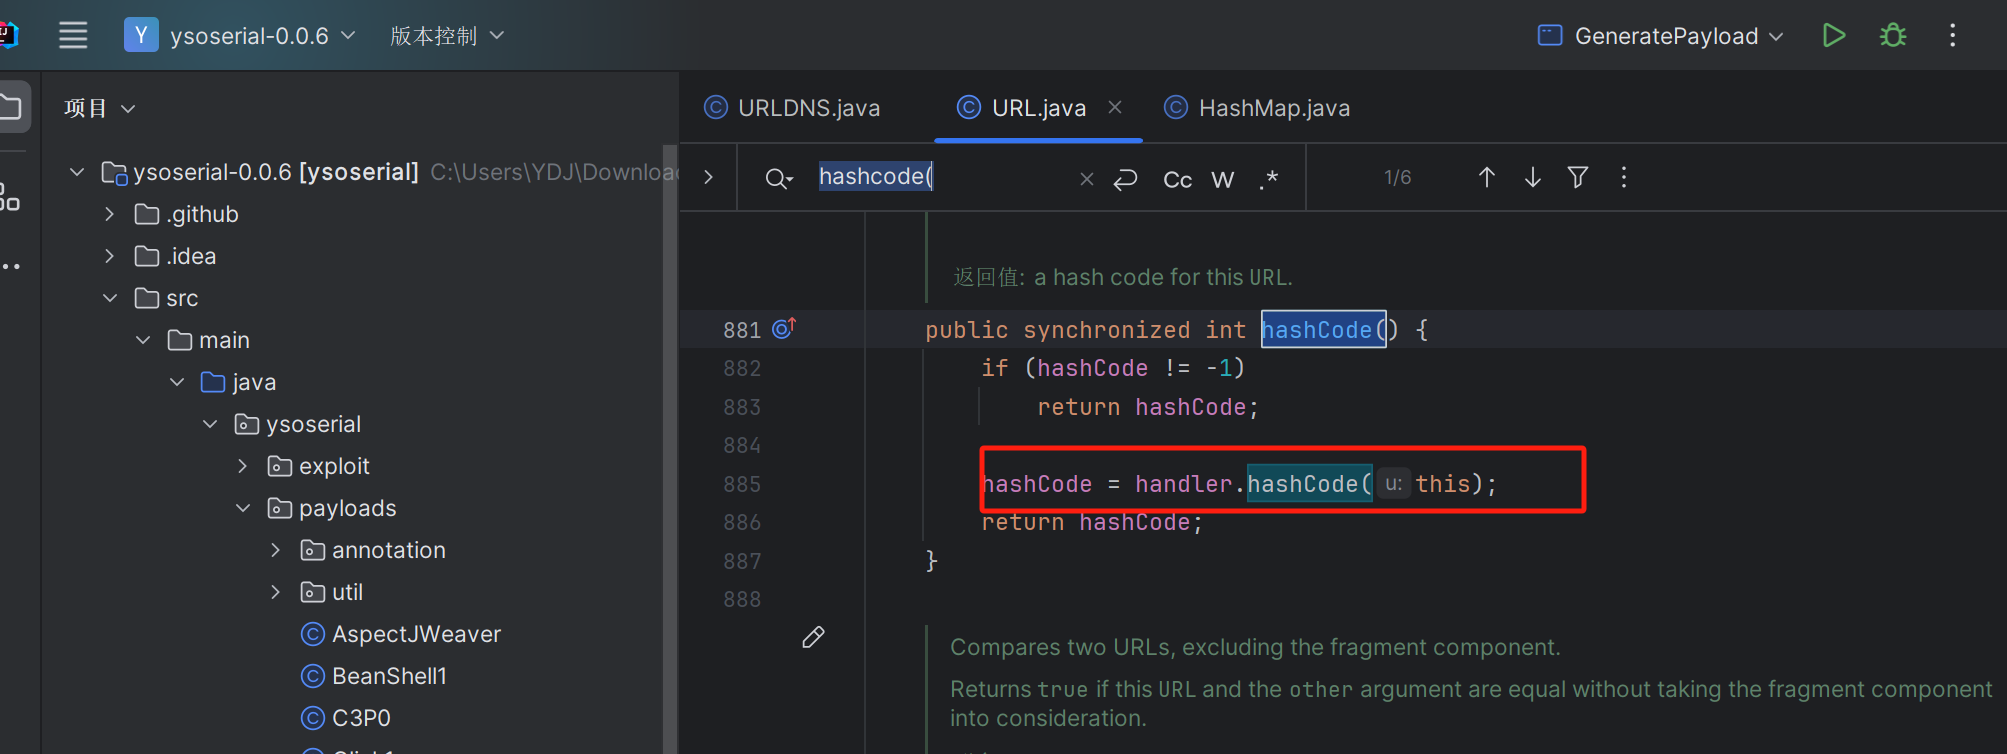 Y ysoserial-0.0.6 版本控制 GeneratePayload
项目
ysoserial-0.0.6 [ysoserial] C:\Users\YDJ\Downloa
.github
.idea
src
main
java
ysoserial
exploit
payloads
annotation
util
AspectJWeaver
BeanShell1
C3P0
URLDNS.java URL.java HashMap.java
hashcode( Cc W .* 1/6
返回值: a hash code for this URL.
881 public synchronized int hashCode() {
882 if (hashCode != -1)
883 return hashCode;
884
885 hashCode = handler.hashCode( u: this);
886 return hashCode;
887 }
888
Compares two URLs, excluding the fragment component.
Returns true if this URL and the other argument are equal without taking the fragment component
into consideration.